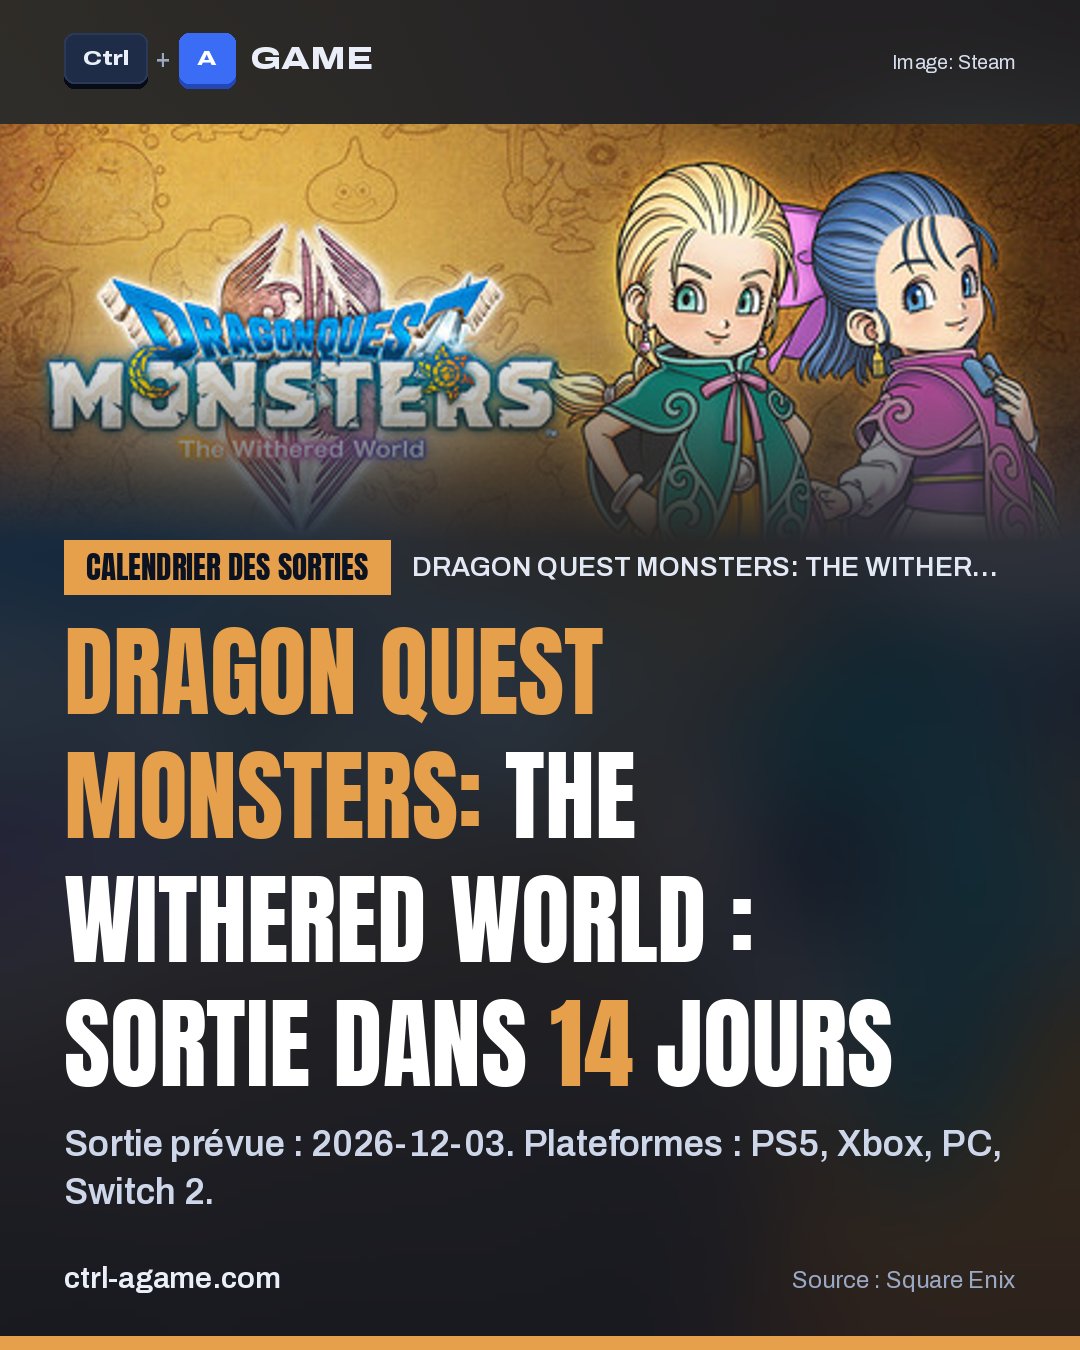 Ctrl + A GAME
Image: Steam
DRAGON QUEST
MONSTERS
The Withered World
CALENDRIER DES SORTIES
DRAGON QUEST MONSTERS: THE WITHER...
DRAGON QUEST
MONSTERS: THE
WITHERED WORLD :
SORTIE DANS 14 JOURS
Sortie prévue : 2026-12-03. Plateformes : PS5, Xbox, PC,
Switch 2.
ctrl-agame.com
Source : Square Enix